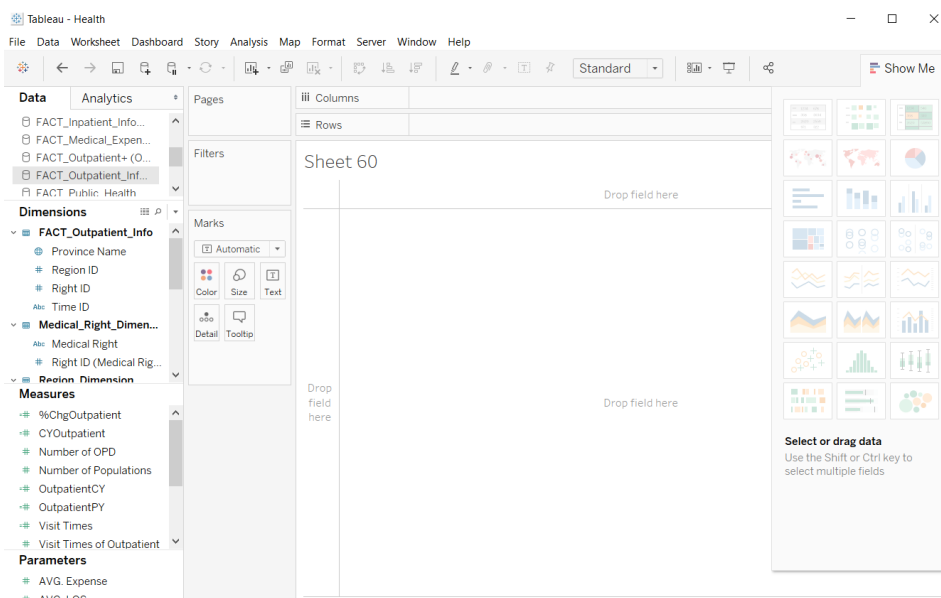 Tableau - Health
File Data Worksheet Dashboard Story Analysis Map Format Server Window Help
Standard
Show Me
Data Analytics
FACT_Inpatient_Info...
FACT_Medical_Expen...
FACT_Outpatient+ (O...
FACT_Outpatient_Inf...
FACT_Public_Health
Dimensions
FACT_Outpatient_Info
Province Name
# Region ID
# Right ID
Abc Time ID
Medical_Right_Dimen...
Abc Medical Right
# Right ID (Medical Rig...
Region_Dimension
Measures
=# %ChgOutpatient
=# CYOutpatient
# Number of OPD
# Number of Populations
=# OutpatientCY
=# OutpatientPY
=# Visit Times
=# Visit Times of Outpatient
Parameters
# AVG. Expense
# AVG. LOS
Pages
Filters
Marks
T Automatic
Color Size Text
Detail Tooltip
Columns
Rows
Sheet 60
Drop field here
Drop
field
here
Drop field here
Select or drag data
Use the Shift or Ctrl key to
select multiple fields